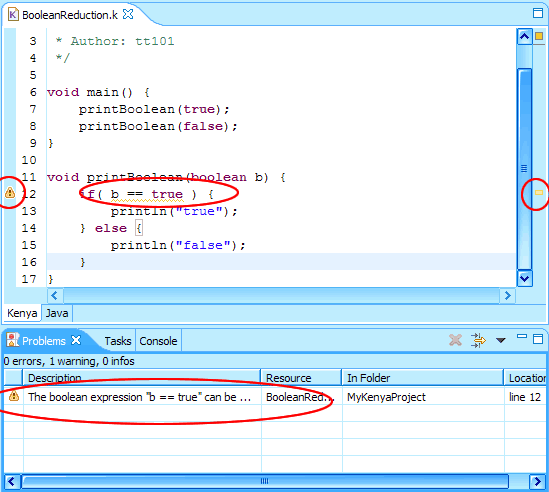 BooleanReduction.k
3 * Author: tt101
4 */
5
6 void main() {
7 printBoolean(true);
8 printBoolean(false);
9 }
10
11 void printBoolean(boolean b) {
12 if( b == true ) {
13 println("true");
14 } else {
15 println("false");
16 }
17 }
Kenya Java
Problems Tasks Console
0 errors, 1 warning, 0 infos
Description Resource In Folder Location
The boolean expression "b == true" can be ... BooleanRed... MyKenyaProject line 12